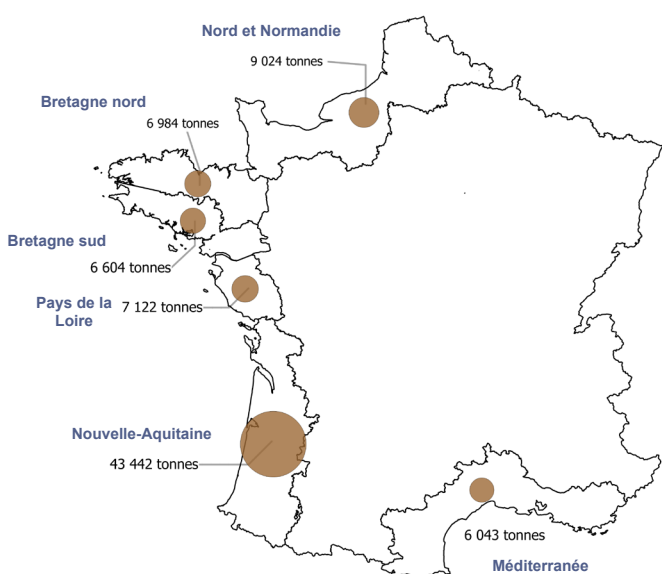 Nord et Normandie
9 024 tonnes
Bretagne nord
6 984 tonnes
Bretagne sud
6 604 tonnes
Pays de la
Loire
7 122 tonnes
Nouvelle-Aquitaine
43 442 tonnes
6 043 tonnes
Méditerranée